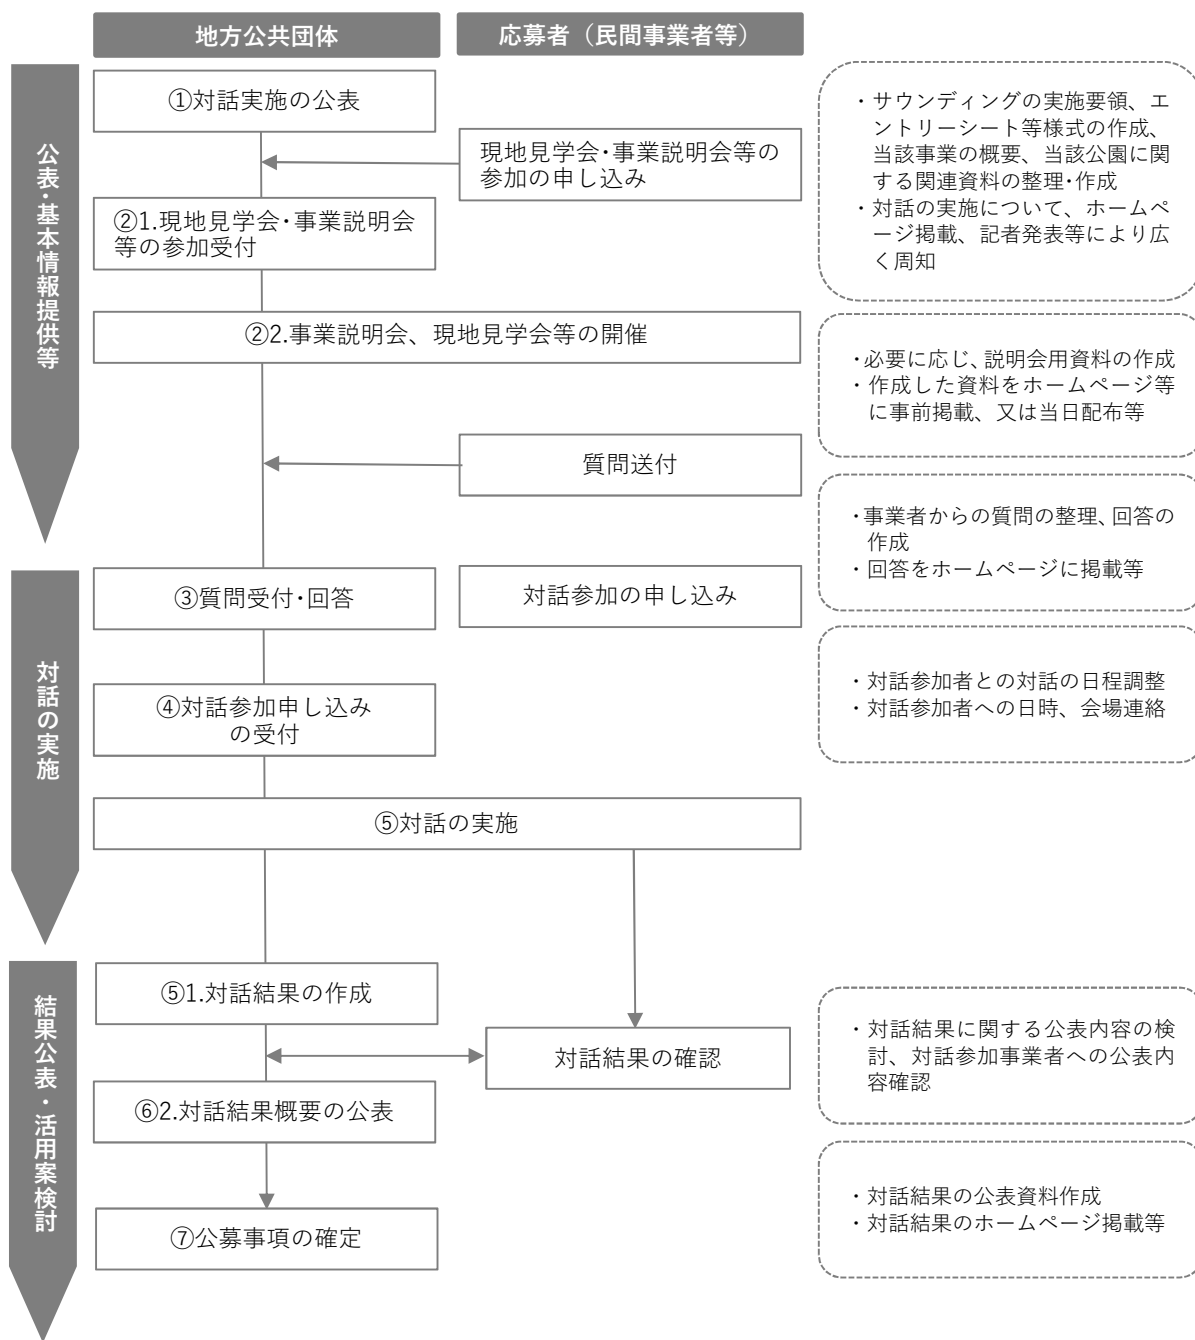 地方公共団体
応募者（民間事業者等）
公表・基本情報提供等
①対話実施の公表
現地見学会・事業説明会等の
参加の申し込み
②1.現地見学会・事業説明会
等の参加受付
②2.事業説明会、現地見学会等の開催
質問送付
・サウンディングの実施要領、エ
ントリーシート等様式の作成、
当該事業の概要、当該公園に関
する関連資料の整理・作成
・対話の実施について、ホームペ
ージ掲載、記者発表等により広
く周知
・必要に応じ、説明会用資料の作成
・作成した資料をホームページ等
に事前掲載、又は当日配布等
・事業者からの質問の整理、回答の
作成
・回答をホームページに掲載等
対話の実施
③質問受付・回答
対話参加の申し込み
④対話参加申し込み
の受付
・対話参加者との対話の日程調整
・対話参加者への日時、会場連絡
⑤対話の実施
結果公表・活用案検討
⑤1.対話結果の作成
対話結果の確認
⑥2.対話結果概要の公表
⑦公募事項の確定
・対話結果に関する公表内容の検
討、対話参加事業者への公表内
容確認
・対話結果の公表資料作成
・対話結果のホームページ掲載等